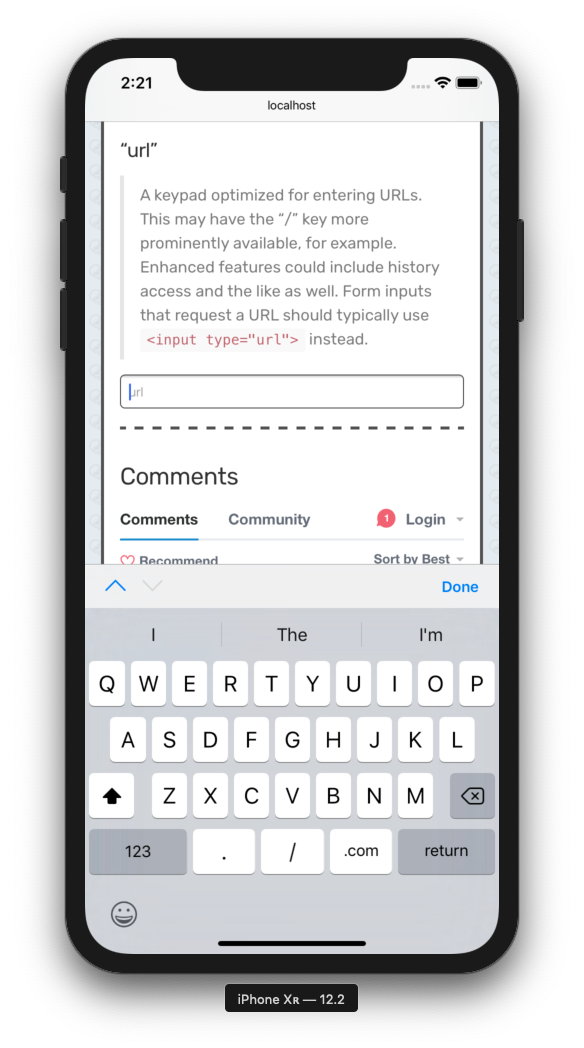 2:21
localhost
“url”
A keypad optimized for entering URLs.
This may have the “/” key more
prominently available, for example.
Enhanced features could include history
access and the like as well. Form inputs
that request a URL should typically use
<input type="url"> instead.
url
Comments
Comments Community 1 Login
Recommend Sort by Best
Done
I The I'm
Q W E R T Y U I O P
A S D F G H J K L
Z X C V B N M
123 . / .com return
iPhone Xʀ — 12.2